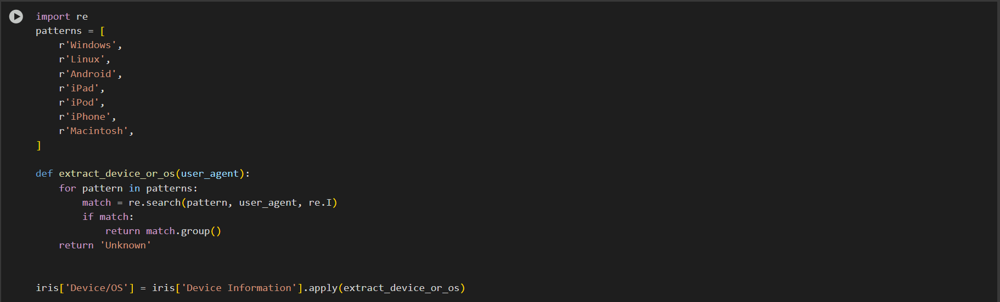 import re
patterns = [
    r'Windows',
    r'Linux',
    r'Android',
    r'iPad',
    r'iPod',
    r'iPhone',
    r'Macintosh',
]
def extract_device_or_os(user_agent):
    for pattern in patterns:
        match = re.search(pattern, user_agent, re.I)
        if match:
            return match.group()
    return 'Unknown'
iris['Device/OS'] = iris['Device Information'].apply(extract_device_or_os)